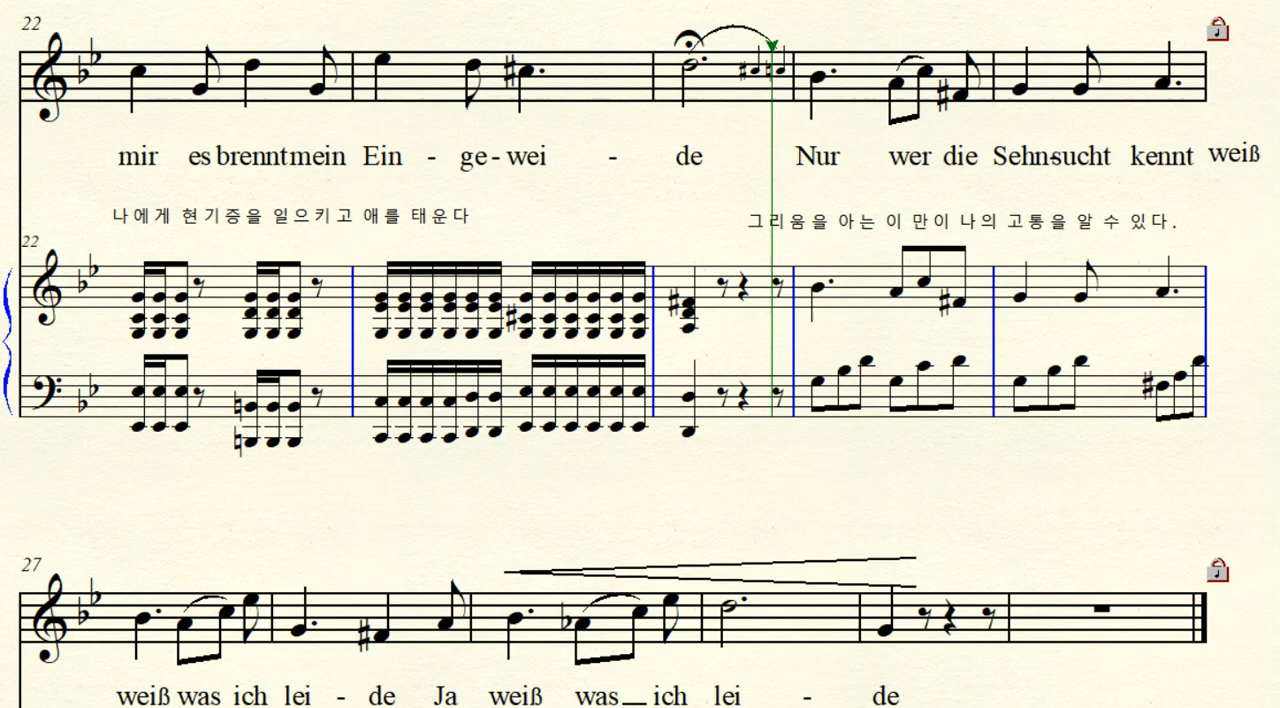 22
mir es brennt mein Ein - ge - wei - de Nur wer die Sehn-sucht kennt weiß
나에게 현기증을 일으키고 애를 태운다 그리움을 아는 이 만이 나의 고통을 알 수 있다.
22
27
weiß was ich lei - de Ja weiß was __ ich lei - de